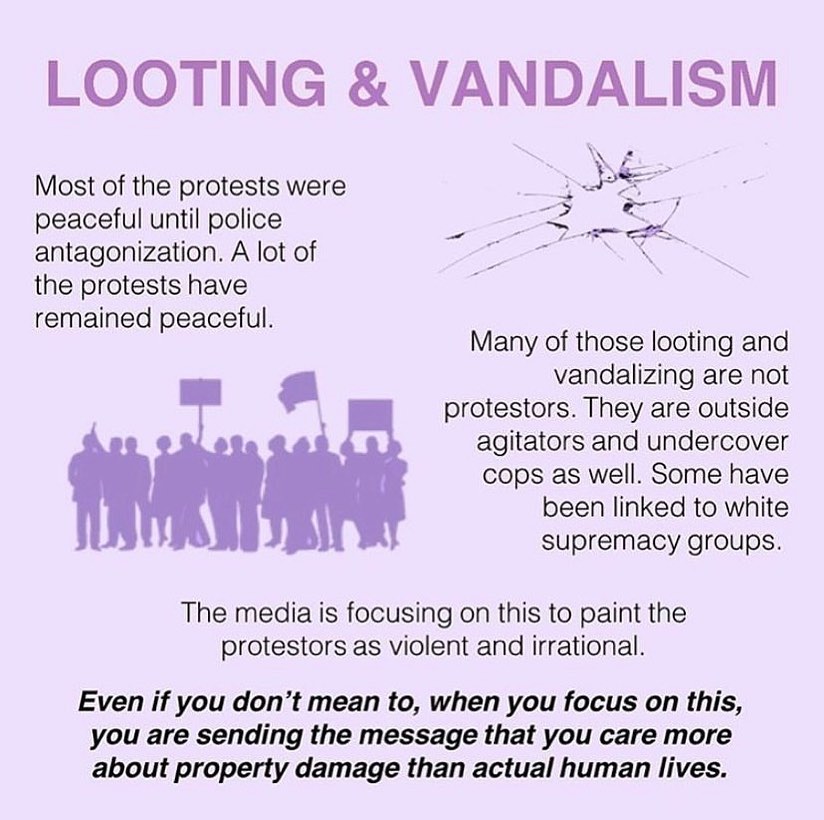 LOOTING & VANDALISM
Most of the protests were
peaceful until police
antagonization. A lot of
the protests have
remained peaceful.
Many of those looting and
vandalizing are not
protestors. They are outside
agitators and undercover
cops as well. Some have
been linked to white
supremacy groups.
The media is focusing on this to paint the
protestors as violent and irrational.
Even if you don’t mean to, when you focus on this,
you are sending the message that you care more
about property damage than actual human lives.